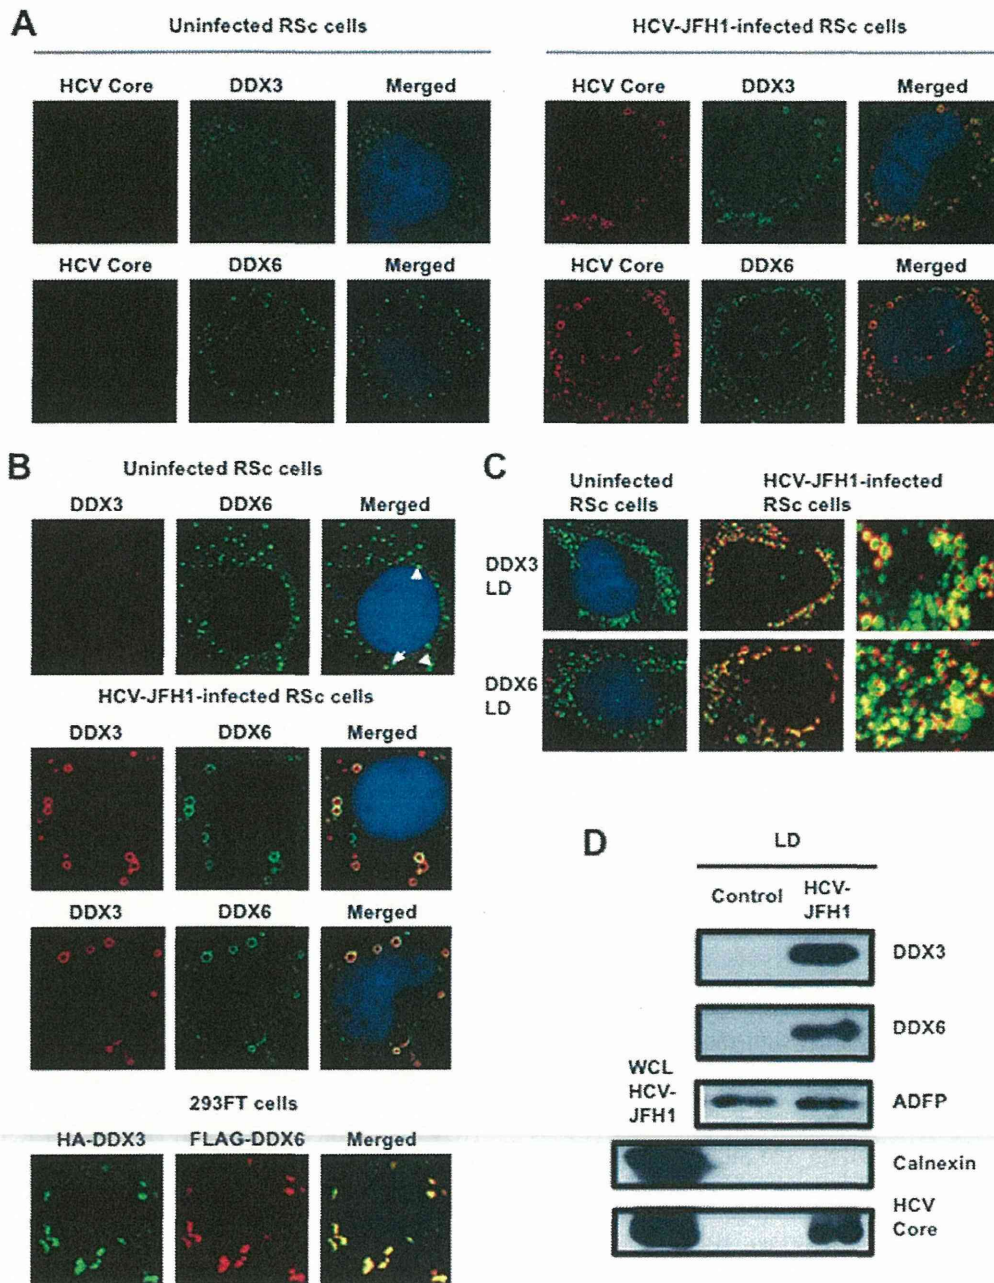 A
Uninfected RSc cells
HCV-JFH1-infected RSc cells
HCV Core DDX3 Merged
HCV Core DDX3 Merged
HCV Core DDX6 Merged
HCV Core DDX6 Merged
B
Uninfected RSc cells
DDX3 DDX6 Merged
HCV-JFH1-infected RSc cells
DDX3 DDX6 Merged
DDX3 DDX6 Merged
293FT cells
HA-DDX3 FLAG-DDX6 Merged
C
Uninfected
RSc cells
HCV-JFH1-infected
RSc cells
DDX3
LD
DDX6
LD
D
LD
Control
HCV-
JFH1
DDX3
DDX6
WCL
HCV-
JFH1
ADFP
Calnexin
HCV
Core